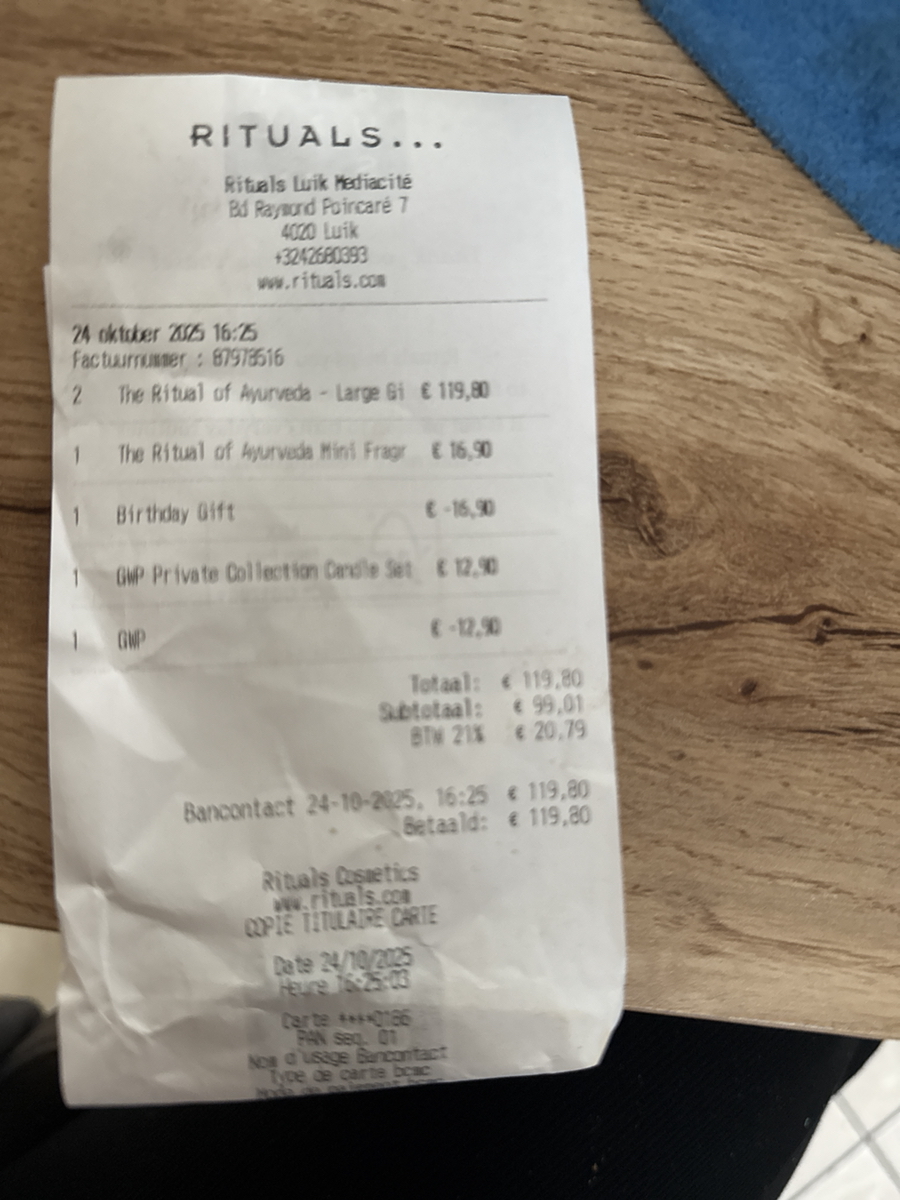 RITUALS...
Rituals Luik Mediacité
Bd Raymond Poincaré 7
4020 Luik
+3242680393
www.rituals.com
24 oktober 2025 16:25
Factuurnummer : 87978516
2 The Ritual of Ayurveda - Large Gi € 119,80
1 The Ritual of Ayurveda Mini Fragr € 16,90
1 Birthday Gift € -16,90
1 GWP Private Collection Candle Set € 12,90
1 GWP € -12,90
Totaal: € 119,80
Subtotaal: € 99,01
BTW 21% € 20,79
Bancontact 24-10-2025, 16:25 € 119,80
Betaald: € 119,80
Rituals Cosmetics
www.rituals.com
COPIE TITULAIRE CARTE
Date 24/10/2025
Heure 16:25:03
Carte ****0186
PAN seq. 01
Nom d'usage Bancontact
Type de carte bcmc
Mode de paiement bcmc